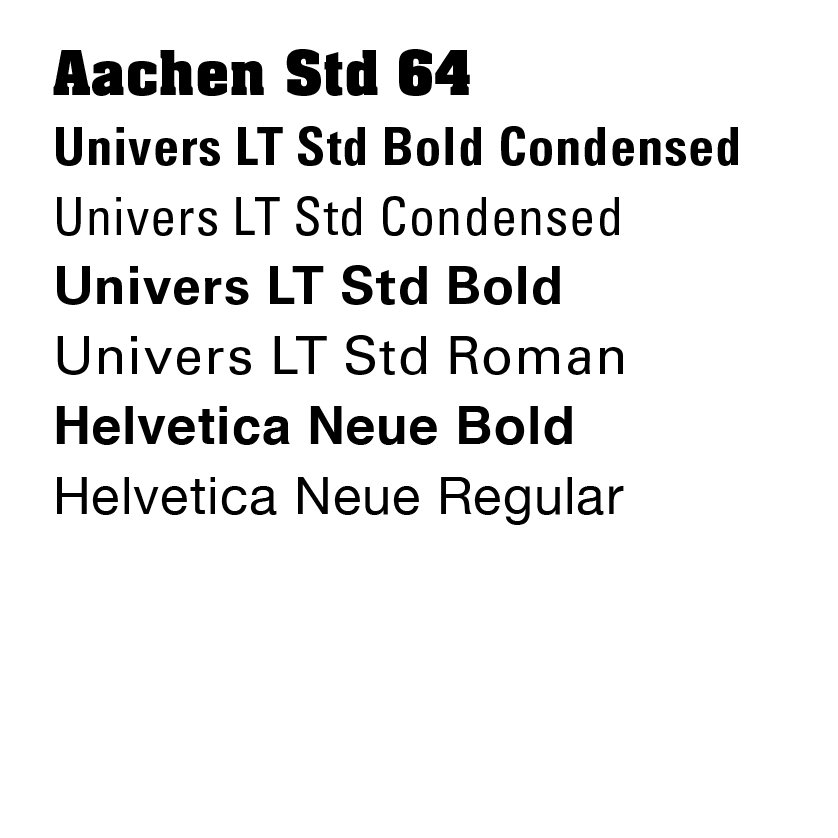 Aachen Std 64
Univers LT Std Bold Condensed
Univers LT Std Condensed
Univers LT Std Bold
Univers LT Std Roman
Helvetica Neue Bold
Helvetica Neue Regular